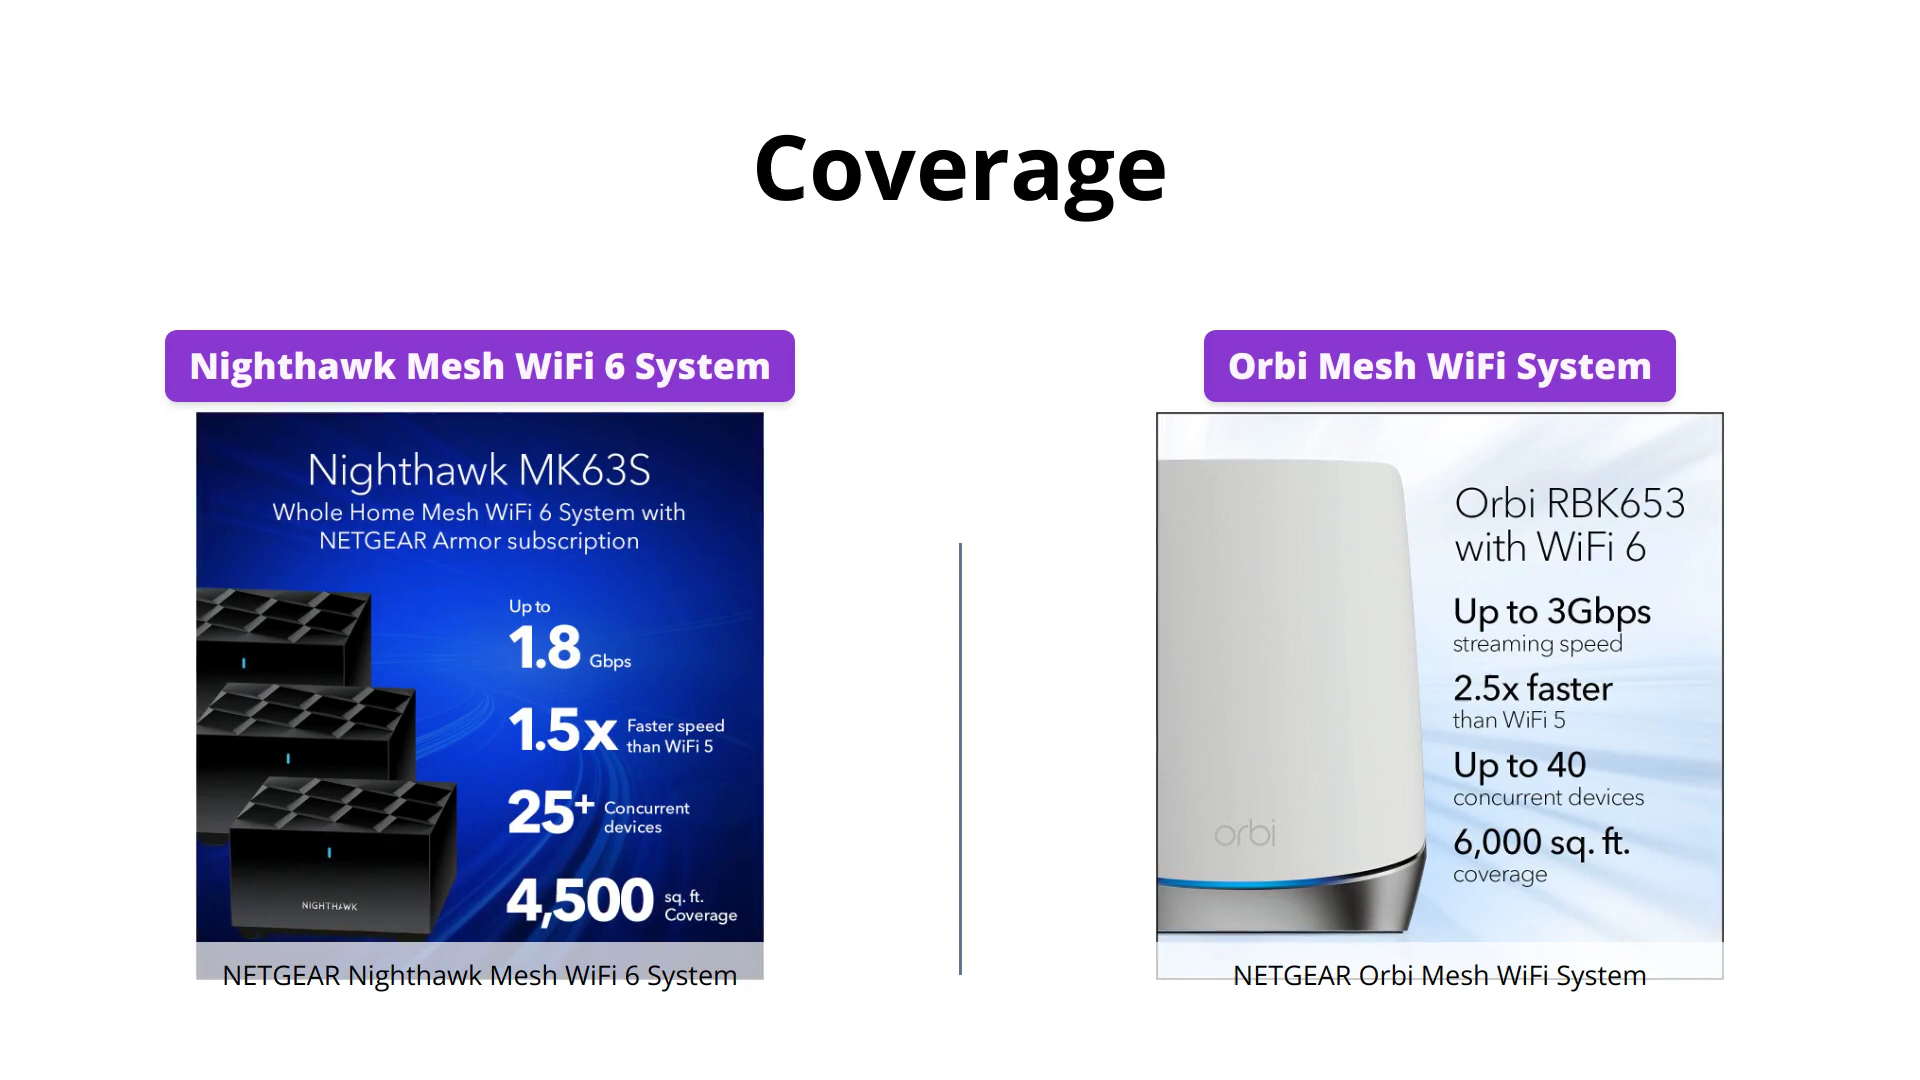 Coverage
Nighthawk Mesh WiFi 6 System
Nighthawk MK63S
Whole Home Mesh WiFi 6 System with
NETGEAR Armor subscription
Up to
1.8 Gbps
1.5x Faster speed
than WiFi 5
25+ Concurrent
devices
4,500 sq. ft.
Coverage
NIGHTHAWK
NETGEAR Nighthawk Mesh WiFi 6 System
Orbi Mesh WiFi System
Orbi RBK653
with WiFi 6
Up to 3Gbps
streaming speed
2.5x faster
than WiFi 5
Up to 40
concurrent devices
6,000 sq. ft.
coverage
orbi
NETGEAR Orbi Mesh WiFi System